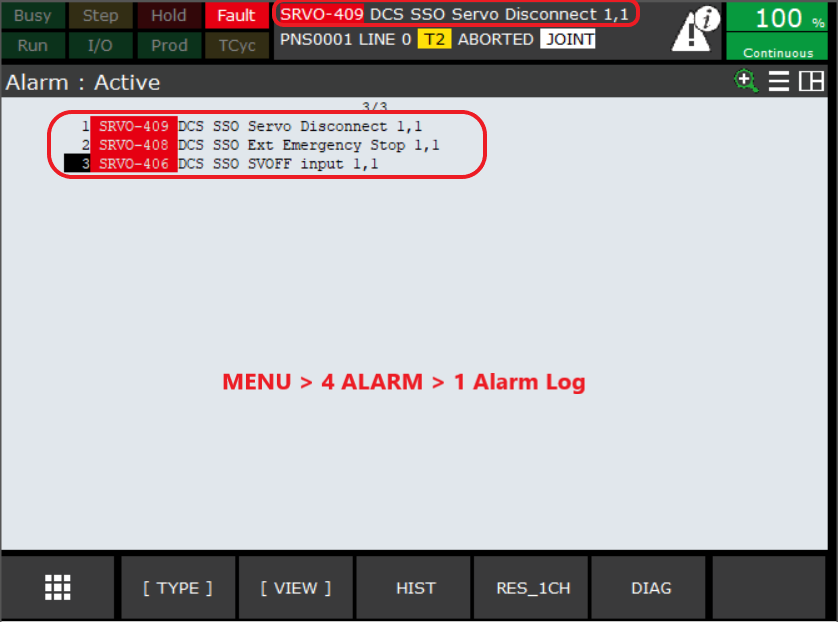 Busy Step Hold Fault SRVO-409 DCS SSO Servo Disconnect 1,1 100 %
Run I/O Prod TCyc PNS0001 LINE 0 T2 ABORTED JOINT Continuous
Alarm : Active
3/3
1 SRVO-409 DCS SSO Servo Disconnect 1,1
2 SRVO-408 DCS SSO Ext Emergency Stop 1,1
3 SRVO-406 DCS SSO SVOFF input 1,1
MENU > 4 ALARM > 1 Alarm Log
[ TYPE ] [ VIEW ] HIST RES_1CH DIAG